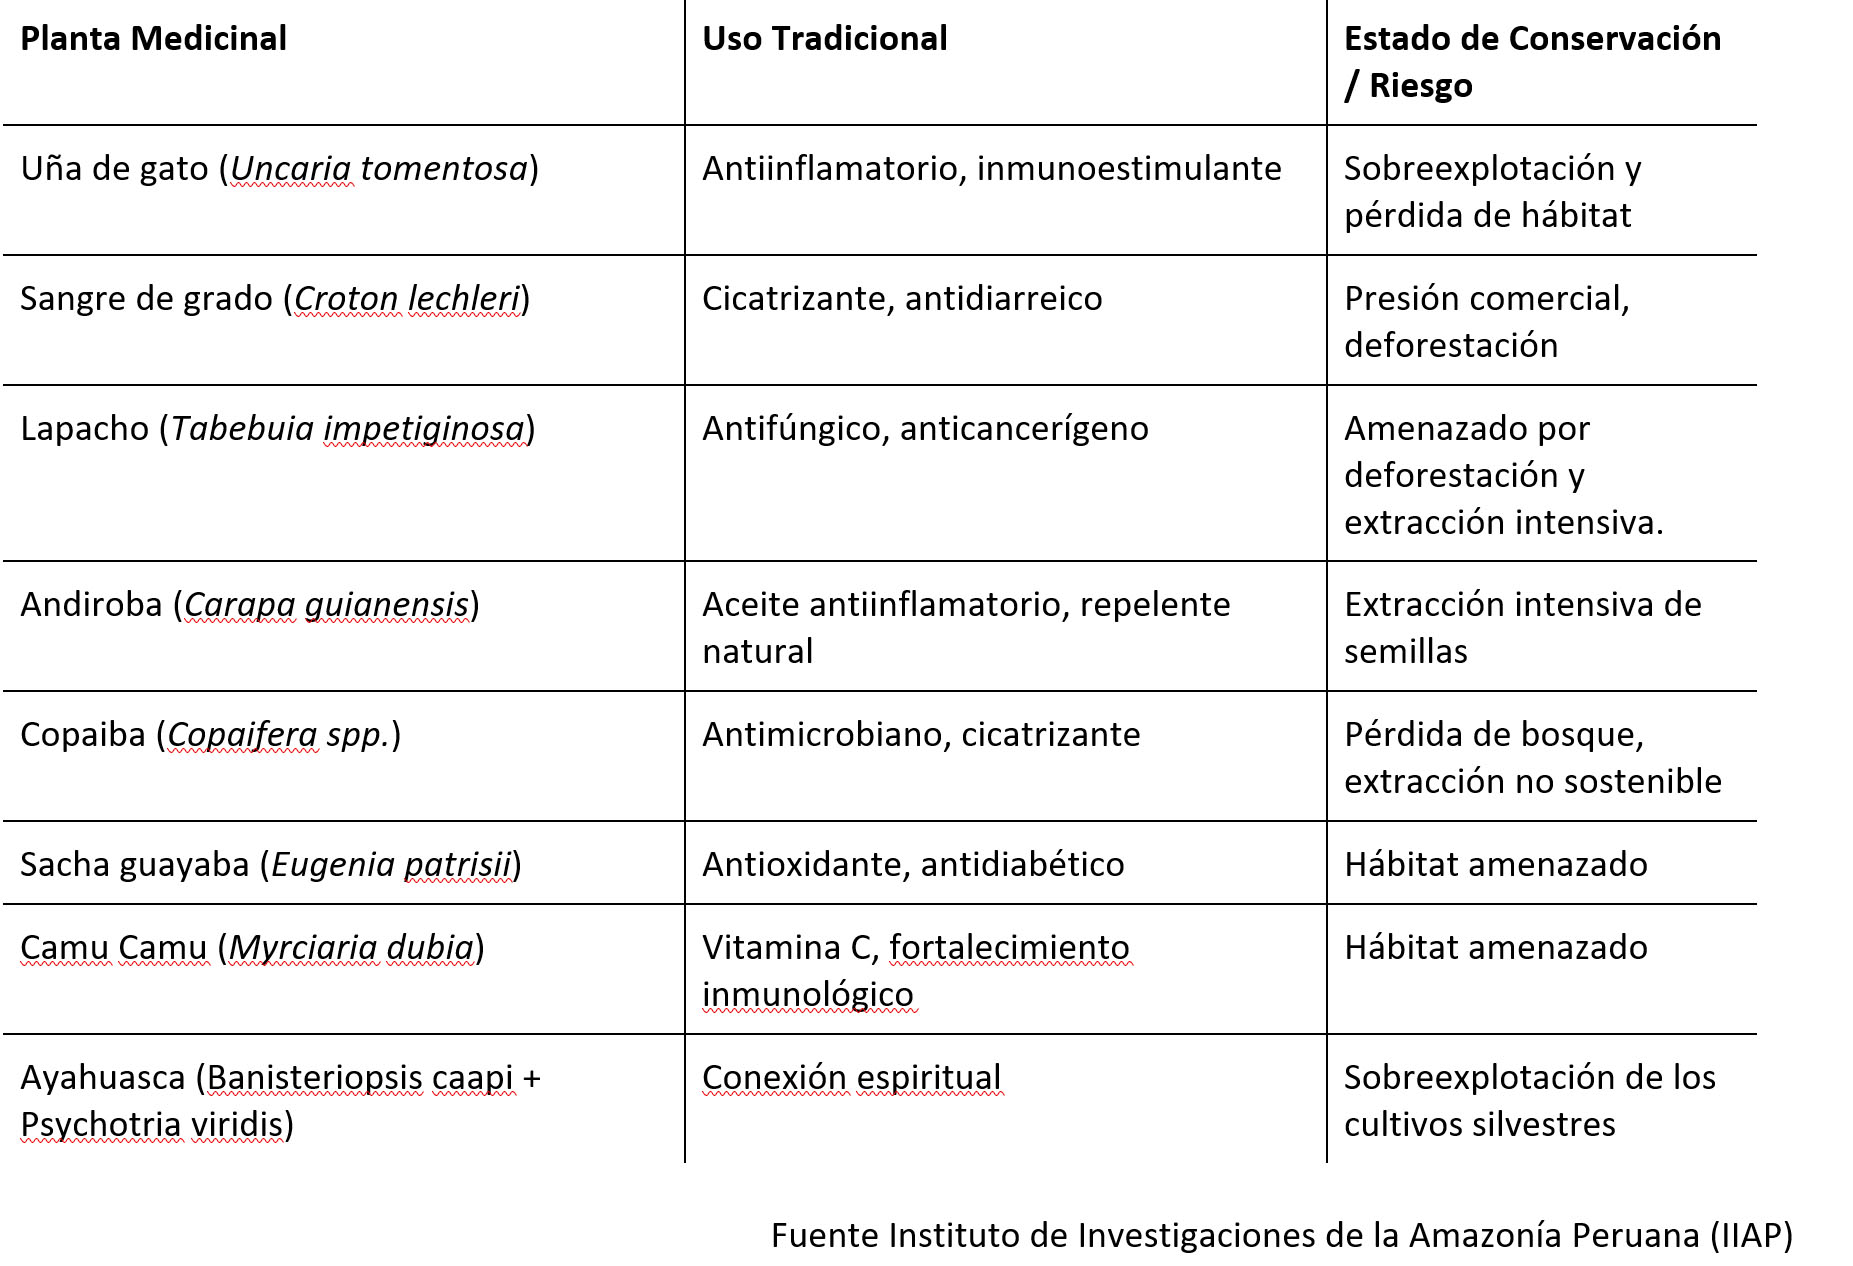 Planta Medicinal
Uso Tradicional
Estado de Conservación
/ Riesgo
Uña de gato (Uncaria tomentosa)
Antiinflamatorio, inmunoestimulante
Sobreexplotación y
pérdida de hábitat
Sangre de grado (Croton lechleri)
Cicatrizante, antidiarreico
Presión comercial,
deforestación
Lapacho (Tabebuia impetiginosa)
Antifúngico, anticancerígeno
Amenazado por
deforestación y
extracción intensiva.
Andiroba (Carapa guianensis)
Aceite antiinflamatorio, repelente
natural
Extracción intensiva de
semillas
Copaiba (Copaifera spp.)
Antimicrobiano, cicatrizante
Pérdida de bosque,
extracción no sostenible
Sacha guayaba (Eugenia patrisii)
Antioxidante, antidiabético
Hábitat amenazado
Camu Camu (Myrciaria dubia)
Vitamina C, fortalecimiento
inmunológico
Hábitat amenazado
Ayahuasca (Banisteriopsis caapi +
Psychotria viridis)
Conexión espiritual
Sobreexplotación de los
cultivos silvestres
Fuente Instituto de Investigaciones de la Amazonía Peruana (IIAP)